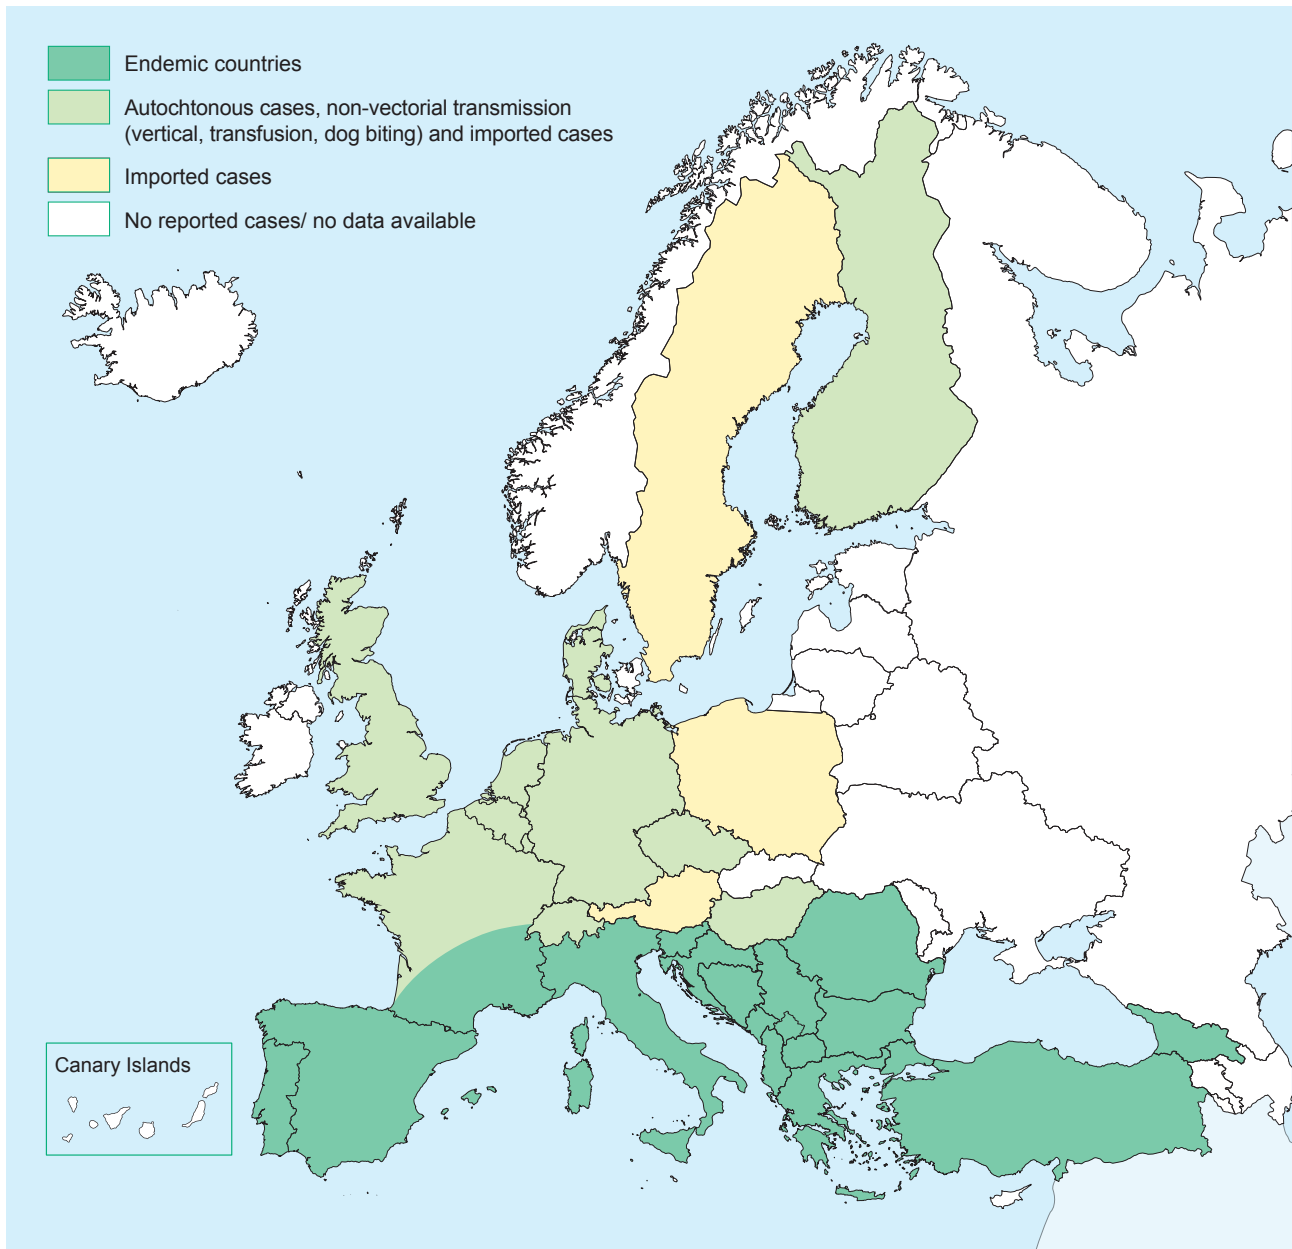 Endemic countries
Autochtonous cases, non-vectorial transmission
(vertical, transfusion, dog biting) and imported cases
Imported cases
No reported cases/ no data available
Canary Islands